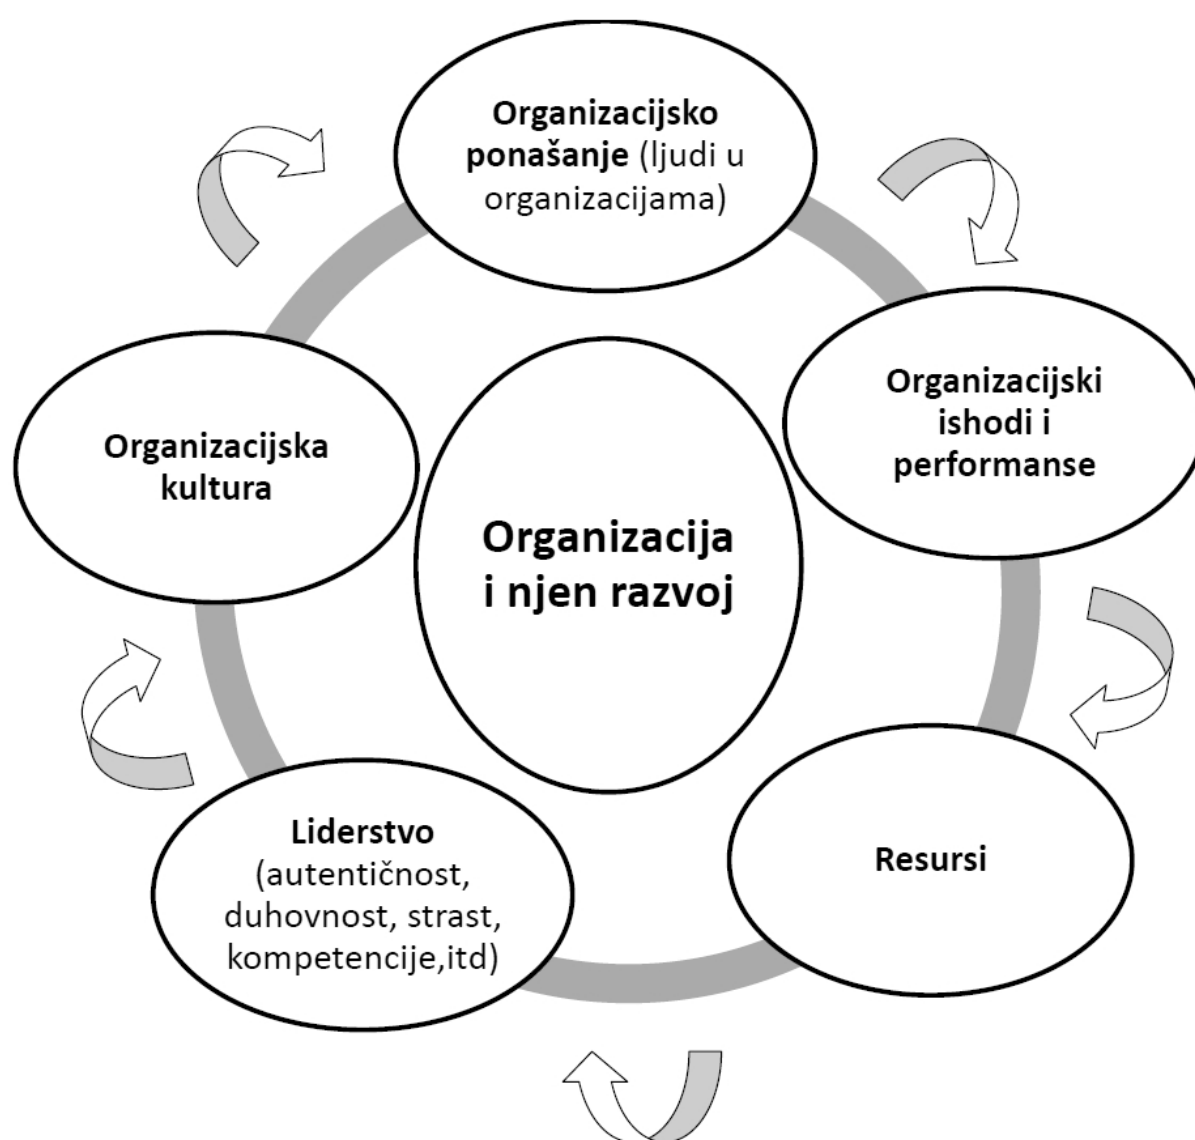 Organizacijsko
ponašanje (ljudi u
organizacijama)
Organizacijski
ishodi i
performanse
Organizacijska
kultura
Organizacija
i njen razvoj
Liderstvo
(autentičnost,
duhovnost, strast,
kompetencije,itd)
Resursi